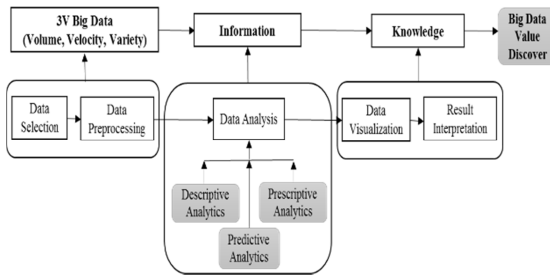 3V Big Data
(Volume, Velocity, Variety)
Information
Knowledge
Big Data
Value
Discover
Data
Selection
Data
Preprocessing
Data Analysis
Data
Visualization
Result
Interpretation
Descriptive
Analytics
Prescriptive
Analytics
Predictive
Analytics